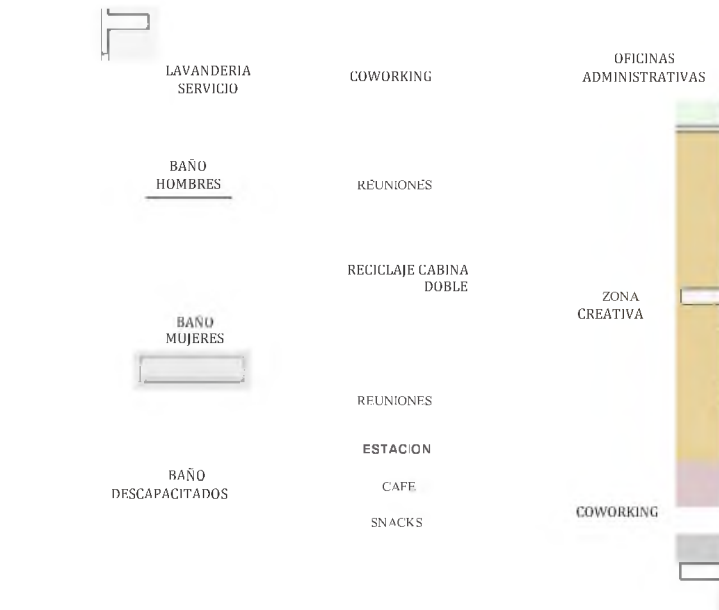 LAVANDERIA
SERVICIO
BAÑO
HOMBRES
BAÑO
MUJERES
BAÑO
DESCAPACITADOS
COWORKING
REUNIONES
RECICLAJE CABINA
DOBLE
REUNIONES
ESTACION
CAFE
SNACKS
OFICINAS
ADMINISTRATIVAS
ZONA
CREATIVA
COWORKING